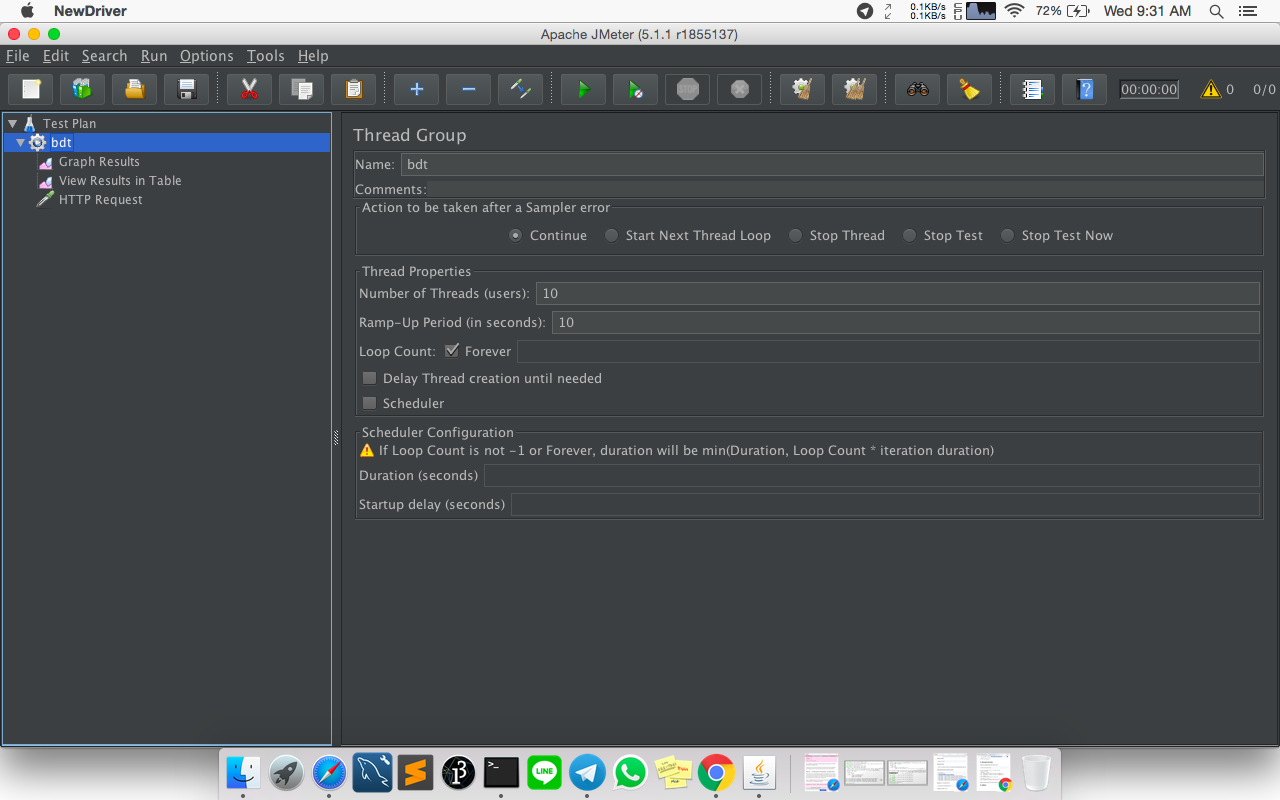 NewDriver
0.1KB/s
0.1KB/s
CPU
72%
Wed 9:31 AM
Apache JMeter (5.1.1 r1855137)
File Edit Search Run Options Tools Help
STOP
00:00:00
0
0/0
Test Plan
bdt
Graph Results
View Results in Table
HTTP Request
Thread Group
Name: bdt
Comments:
Action to be taken after a Sampler error
Continue Start Next Thread Loop Stop Thread Stop Test Stop Test Now
Thread Properties
Number of Threads (users): 10
Ramp-Up Period (in seconds): 10
Loop Count: Forever
Delay Thread creation until needed
Scheduler
Scheduler Configuration
If Loop Count is not -1 or Forever, duration will be min(Duration, Loop Count * iteration duration)
Duration (seconds)
Startup delay (seconds)
LINE